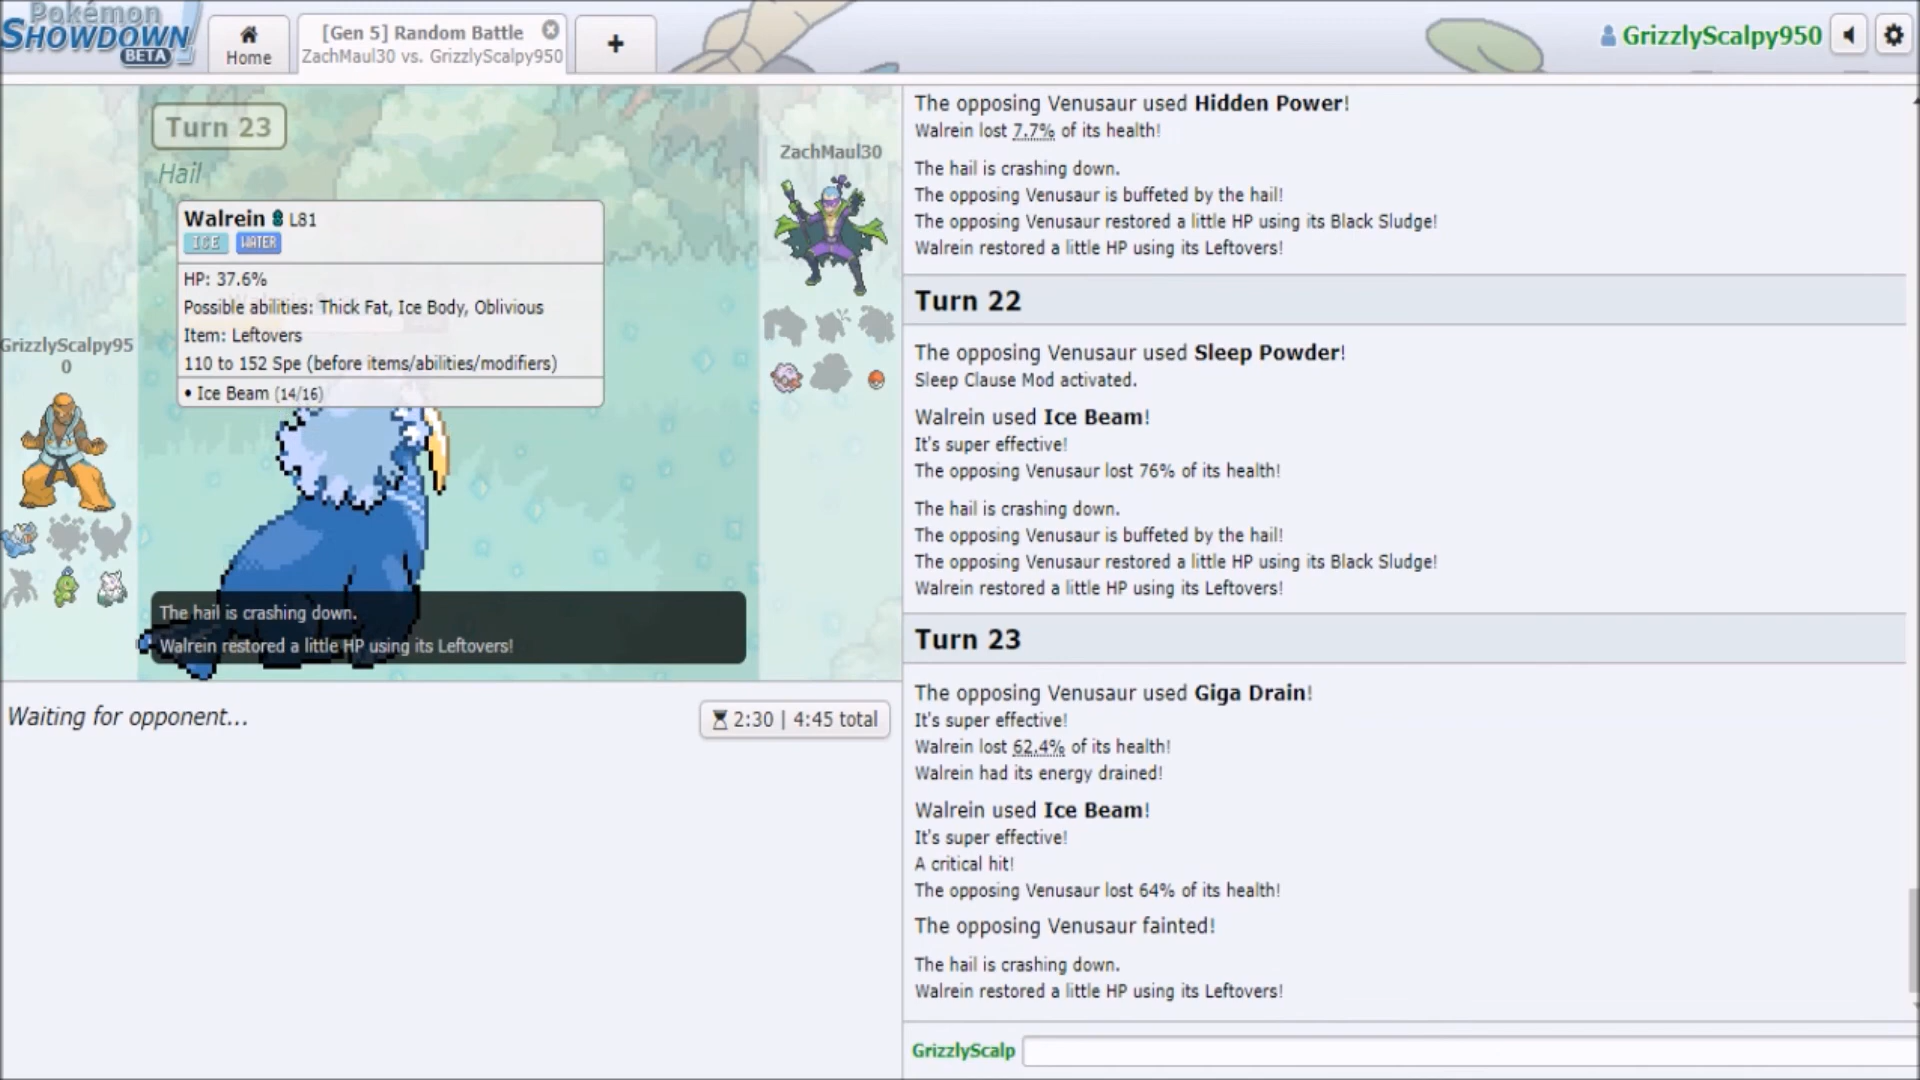 Pokémon
SHOWDOWN
BETA
Home
[Gen 5] Random Battle
ZachMaul30 vs. GrizzlyScalpy950
+
GrizzlyScalpy950
Turn 23
Hail
Walrein L81
ICE WATER
HP: 37.6%
Possible abilities: Thick Fat, Ice Body, Oblivious
Item: Leftovers
110 to 152 Spe (before items/abilities/modifiers)
• Ice Beam (14/16)
ZachMaul30
GrizzlyScalpy95
0
The hail is crashing down.
Walrein restored a little HP using its Leftovers!
Waiting for opponent...
2:30 | 4:45 total
The opposing Venusaur used Hidden Power!
Walrein lost 7.7% of its health!
The hail is crashing down.
The opposing Venusaur is buffeted by the hail!
The opposing Venusaur restored a little HP using its Black Sludge!
Walrein restored a little HP using its Leftovers!
Turn 22
The opposing Venusaur used Sleep Powder!
Sleep Clause Mod activated.
Walrein used Ice Beam!
It's super effective!
The opposing Venusaur lost 76% of its health!
The hail is crashing down.
The opposing Venusaur is buffeted by the hail!
The opposing Venusaur restored a little HP using its Black Sludge!
Walrein restored a little HP using its Leftovers!
Turn 23
The opposing Venusaur used Giga Drain!
It's super effective!
Walrein lost 62.4% of its health!
Walrein had its energy drained!
Walrein used Ice Beam!
It's super effective!
A critical hit!
The opposing Venusaur lost 64% of its health!
The opposing Venusaur fainted!
The hail is crashing down.
Walrein restored a little HP using its Leftovers!
GrizzlyScalp